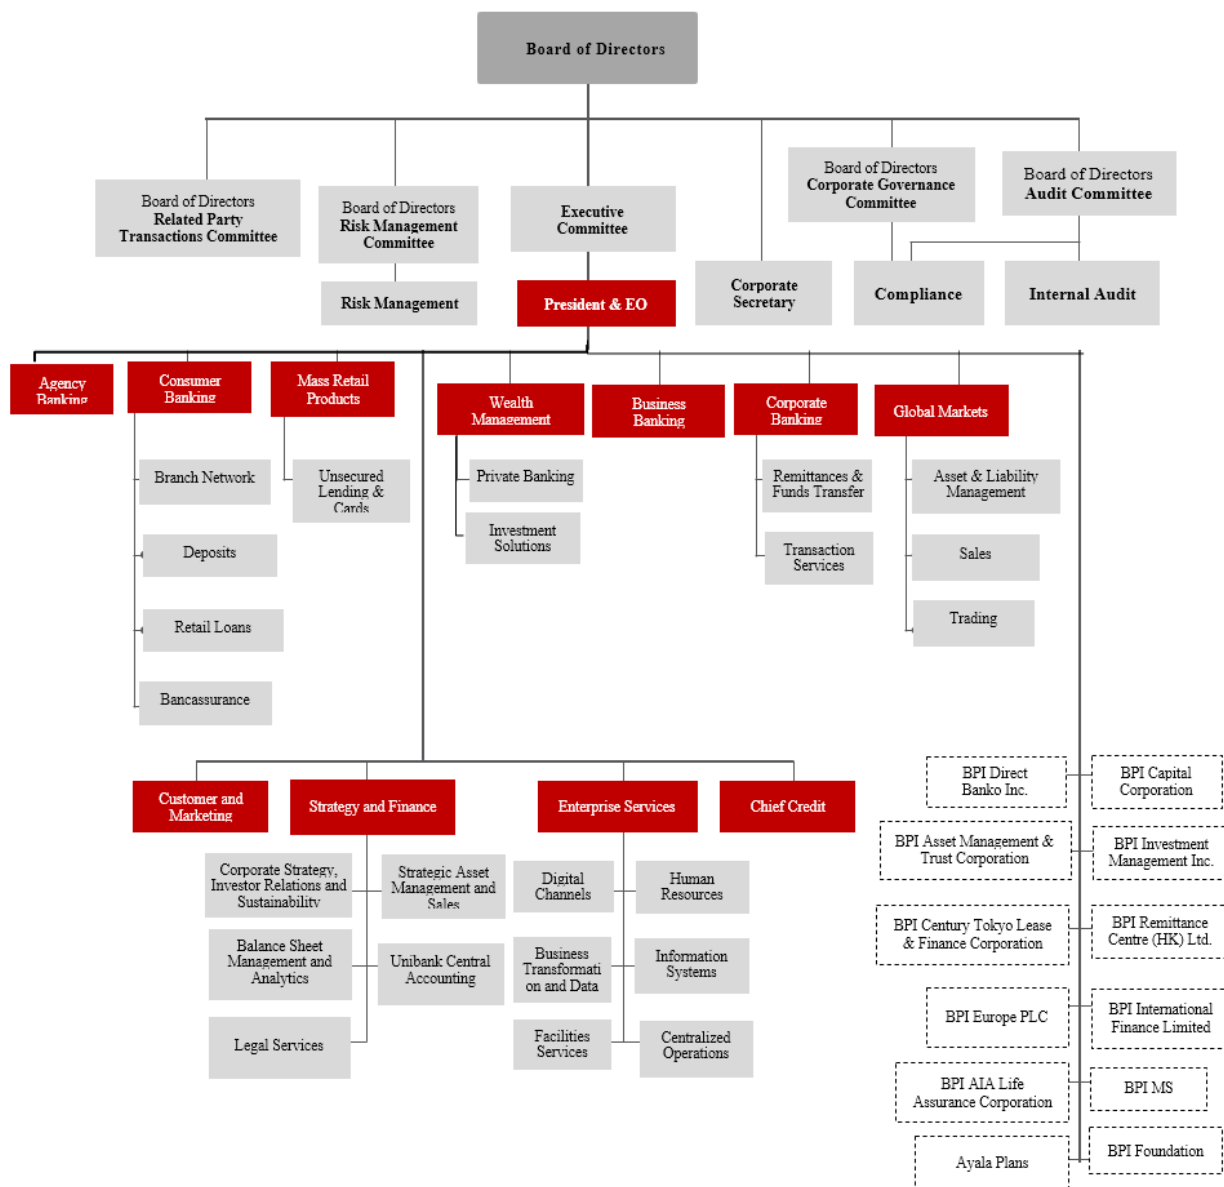 Board of Directors
Board of Directors
Related Party
Transactions Committee
Board of Directors
Risk Management
Committee
Executive
Committee
Board of Directors
Corporate Governance
Committee
Board of Directors
Audit Committee
Risk Management
President & EO
Corporate
Secretary
Compliance
Internal Audit
Agency
Banking
Consumer
Banking
Mass Retail
Products
Wealth
Management
Business
Banking
Corporate
Banking
Global Markets
Branch Network
Deposits
Retail Loans
Bancassurance
Unsecured
Lending &
Cards
Private Banking
Investment
Solutions
Remittances &
Funds Transfer
Transaction
Services
Asset & Liability
Management
Sales
Trading
Customer and
Marketing
Strategy and Finance
Enterprise Services
Chief Credit
Corporate Strategy,
Investor Relations and
Sustainability
Strategic Asset
Management and
Sales
Balance Sheet
Management and
Analytics
Unibank Central
Accounting
Legal Services
Digital
Channels
Human
Resources
Business
Transformati
on and Data
Information
Systems
Facilities
Services
Centralized
Operations
BPI Direct
Banko Inc.
BPI Capital
Corporation
BPI Asset Management &
Trust Corporation
BPI Investment
Management Inc.
BPI Century Tokyo Lease
& Finance Corporation
BPI Remittance
Centre (HK) Ltd.
BPI Europe PLC
BPI International
Finance Limited
BPI AIA Life
Assurance Corporation
BPI MS
Ayala Plans
BPI Foundation